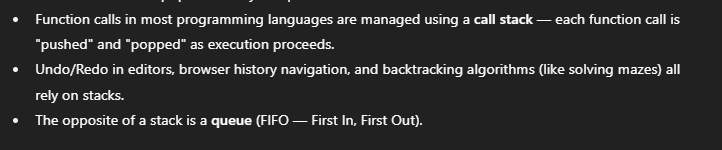 • Function calls in most programming languages are managed using a call stack — each function call is
"pushed" and "popped" as execution proceeds.
• Undo/Redo in editors, browser history navigation, and backtracking algorithms (like solving mazes) all
rely on stacks.
• The opposite of a stack is a queue (FIFO — First In, First Out).